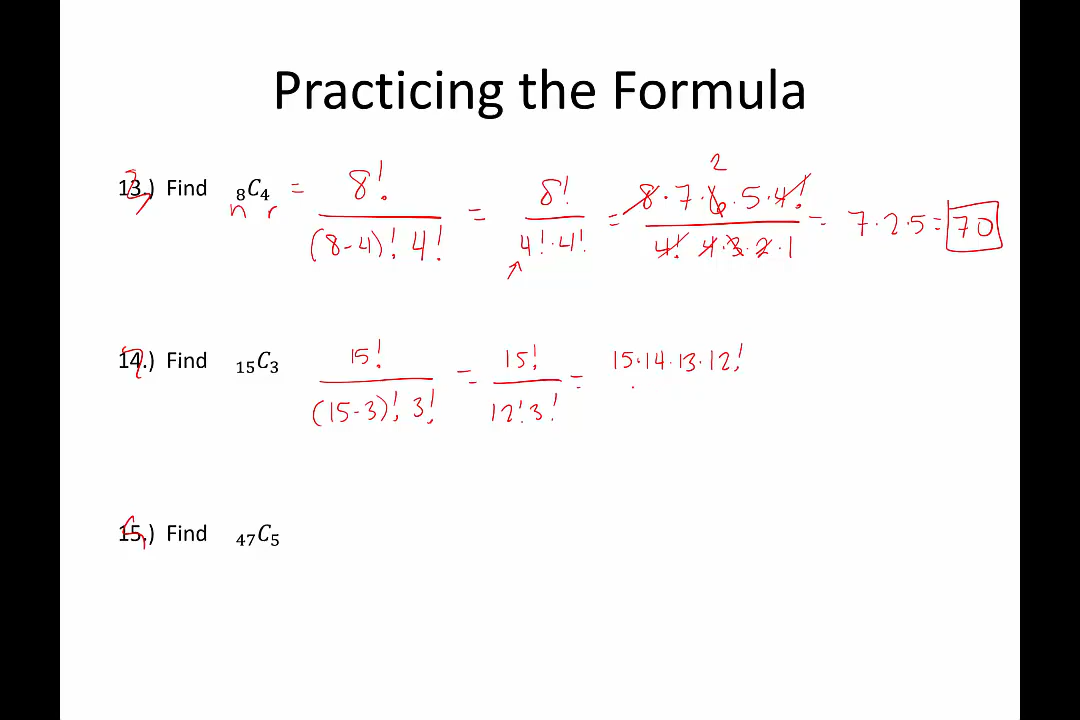 Practicing the Formula
13.) Find ₈C₄ = 8! / (8-4)! 4! = 8! / 4!·4! = 8·7·6·5·4! / 4! 4·3·2·1 = 7·2·5 = 70
2
n r
14.) Find ₁₅C₃ 15! / (15-3)! 3! = 15! / 12! 3! = 15·14·13·12!
15.) Find ₄₇C₅